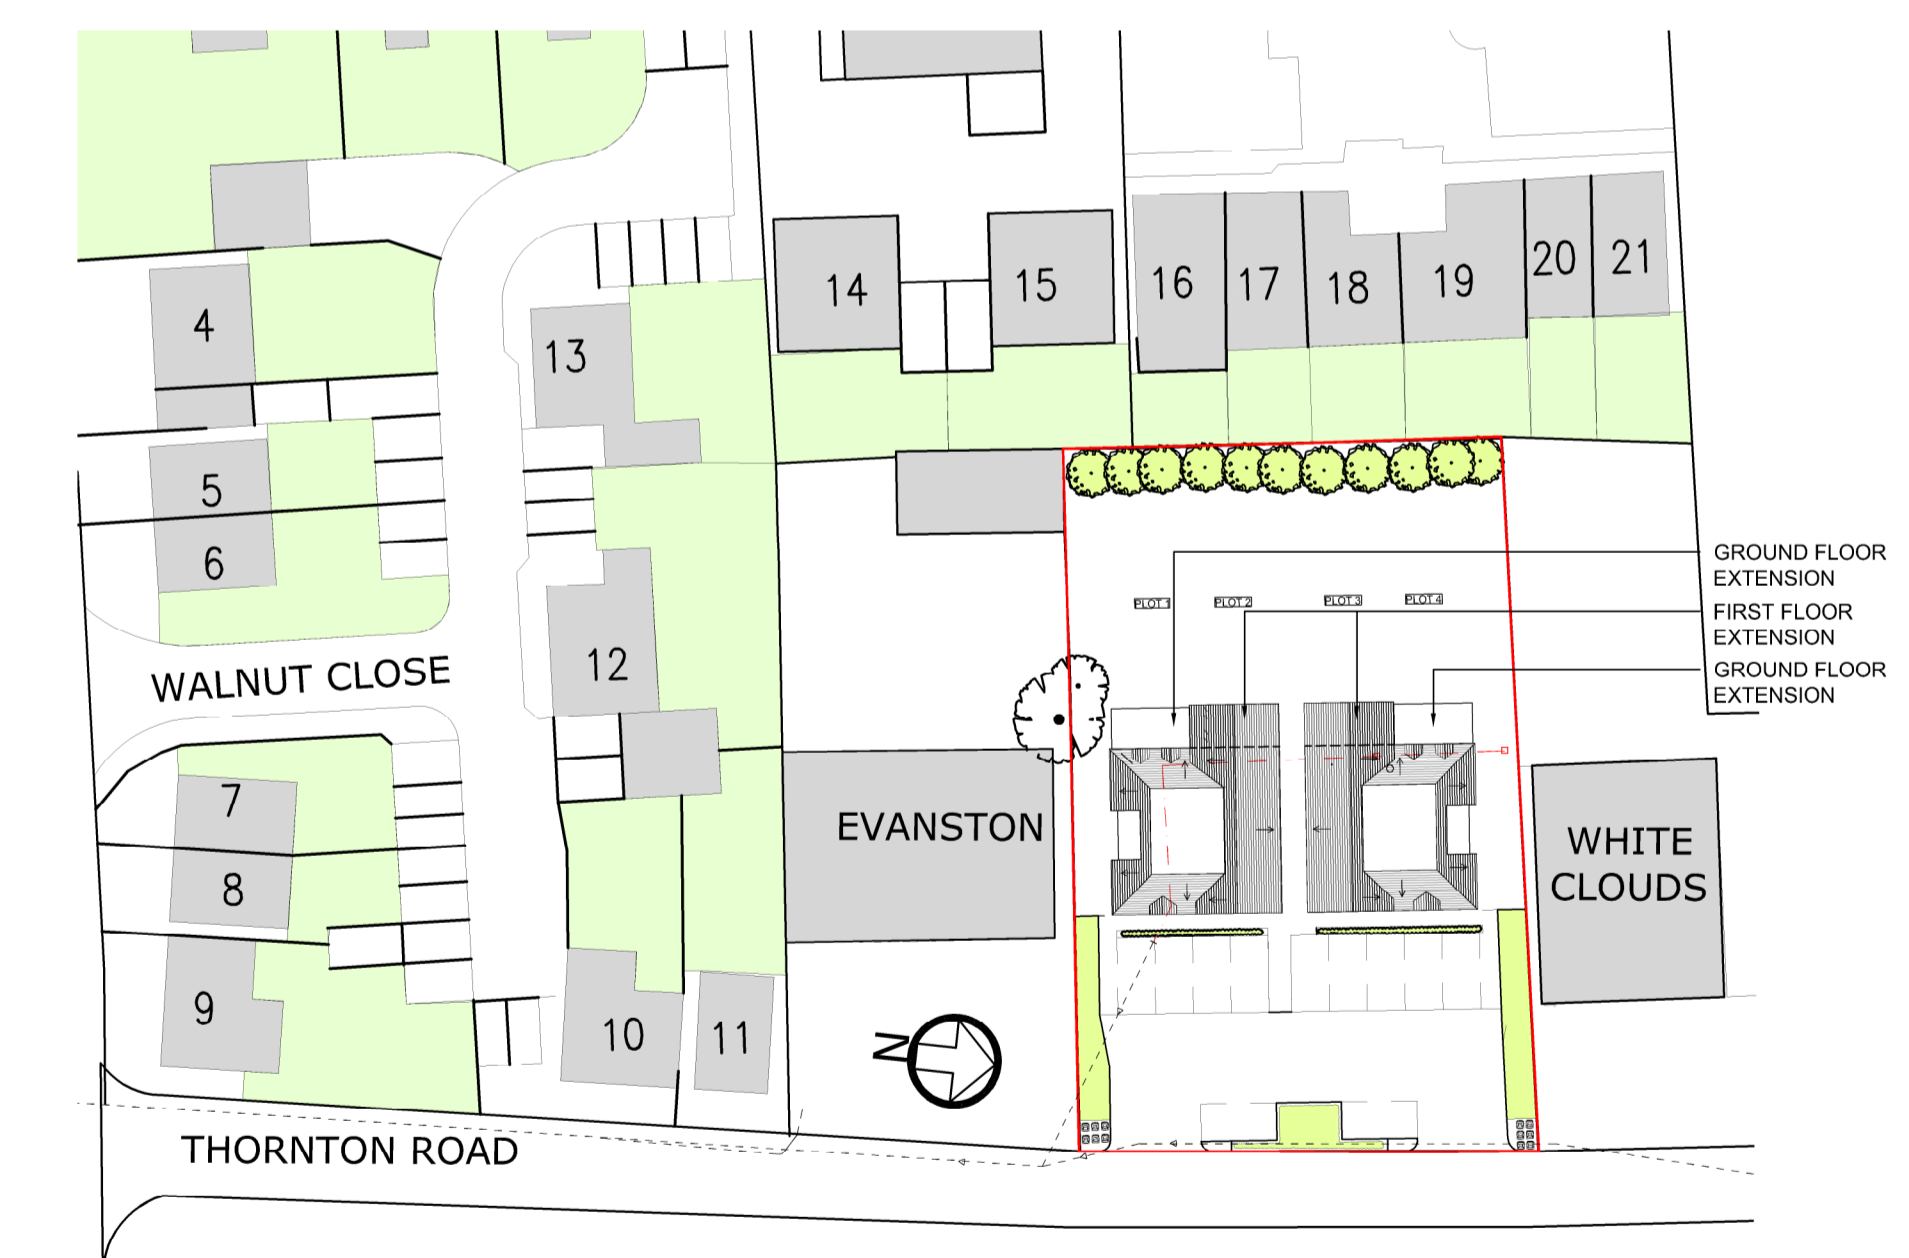 14
15
16
17
18
19
20
21
4
13
5
6
GROUND FLOOR
EXTENSION
PLOT 1
PLOT 2
PLOT 3
PLOT 4
FIRST FLOOR
EXTENSION
12
WALNUT CLOSE
GROUND FLOOR
EXTENSION
7
8
EVANSTON
WHITE
CLOUDS
9
10
11
N
THORNTON ROAD